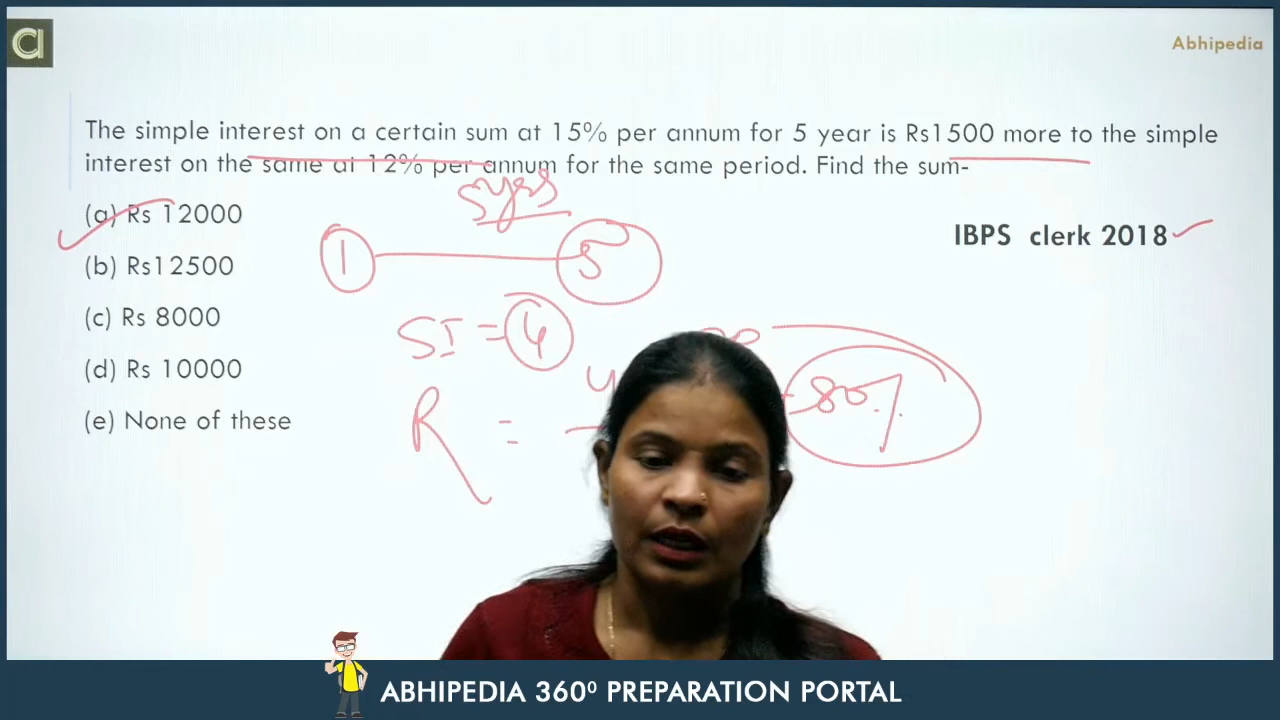 Abhipedia
The simple interest on a certain sum at 15% per annum for 5 year is Rs1500 more to the simple
interest on the same at 12% per annum for the same period. Find the sum-
5yrs
(a) Rs 12000
IBPS clerk 2018
(b) Rs12500
1 5
(c) Rs 8000
SI = 4
(d) Rs 10000
80%
(e) None of these
R =
ABHIPEDIA 360⁰ PREPARATION PORTAL